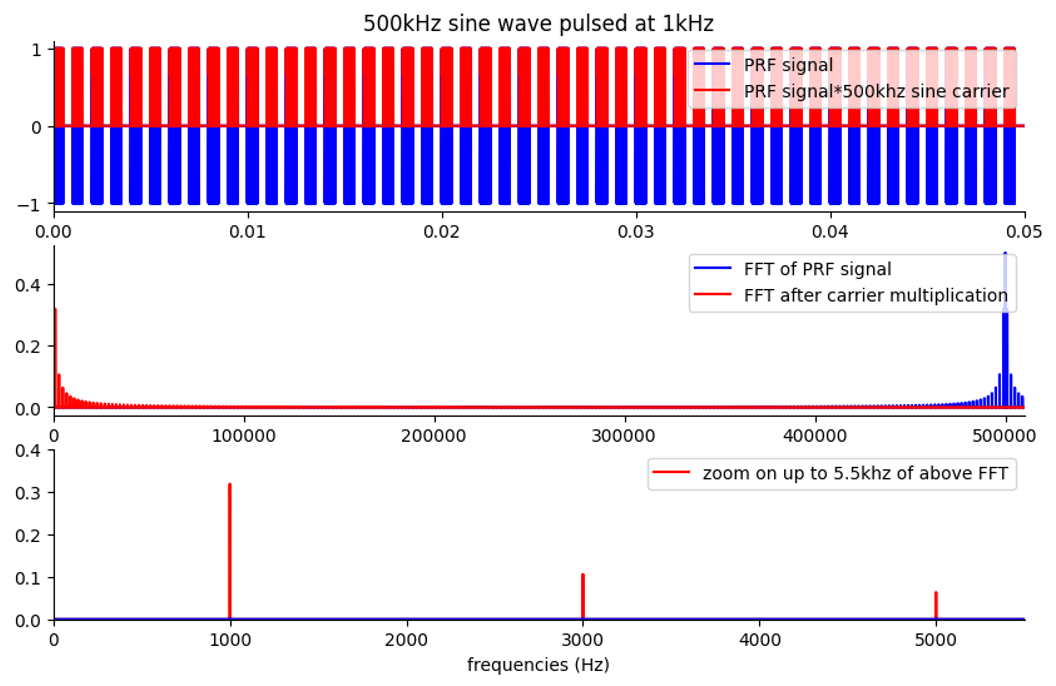 500kHz sine wave pulsed at 1kHz
1
PRF signal
PRF signal*500khz sine carrier
0
−1
0.00 0.01 0.02 0.03 0.04 0.05
FFT of PRF signal
0.4
FFT after carrier multiplication
0.2
0.0
0 100000 200000 300000 400000 500000
0.4
zoom on up to 5.5khz of above FFT
0.3
0.2
0.1
0.0
0 1000 2000 3000 4000 5000
frequencies (Hz)